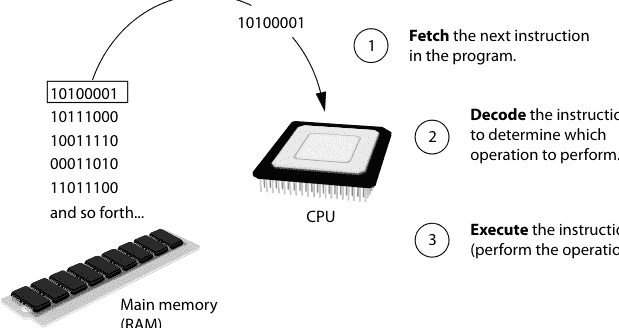 10100001
1
Fetch the next instruction
in the program.
10100001
10111000
10011110
00011010
11011100
and so forth...
2
Decode the instructio
to determine which
operation to perform.
CPU
3
Execute the instructio
(perform the operatio
Main memory
(RAM)